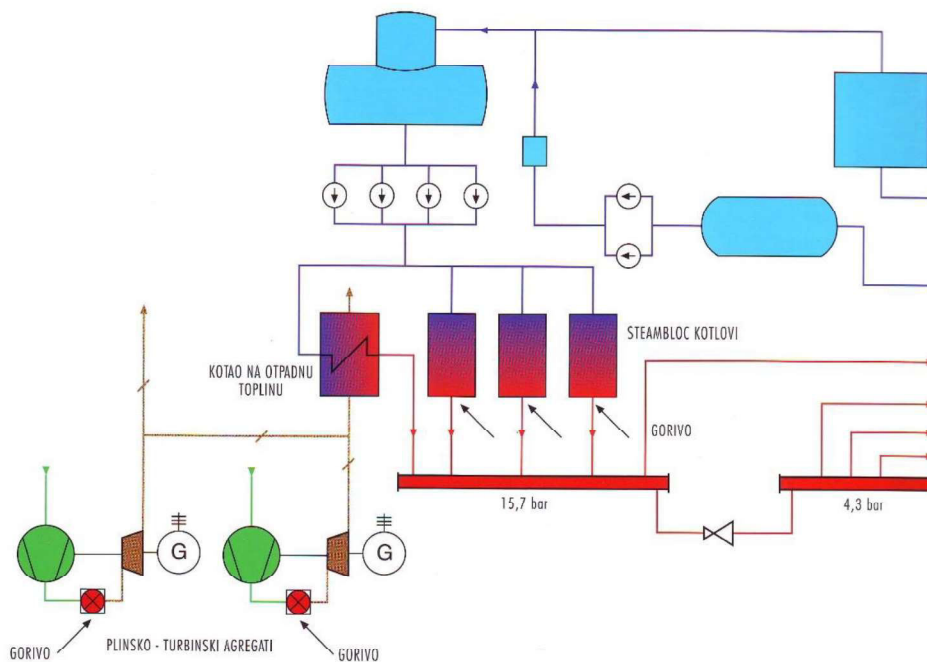 STEAMBLOC KOTLOVI
KOTAO NA OTPADNU
TOPLINU
GORIVO
15,7 bar
4,3 bar
G
G
GORIVO
PLINSKO - TURBINSKI AGREGATI
GORIVO